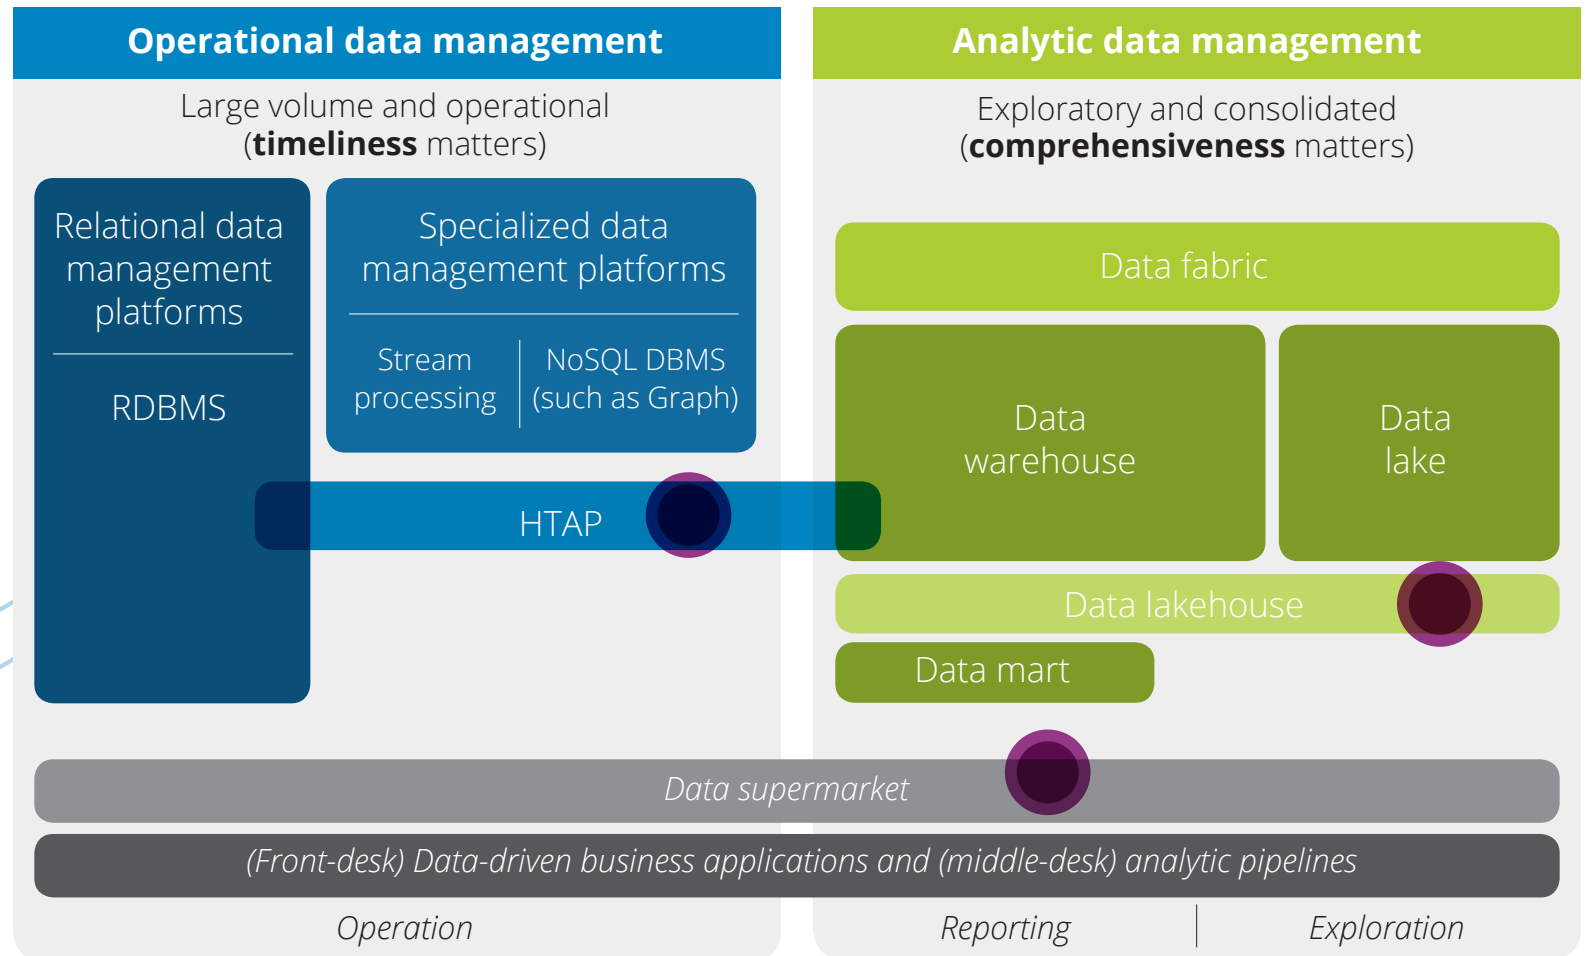 Operational data management
Large volume and operational
(timeliness matters)
Relational data
management
platforms
RDBMS
Specialized data
management platforms
Stream
processing
NoSQL DBMS
(such as Graph)
HTAP
Analytic data management
Exploratory and consolidated
(comprehensiveness matters)
Data fabric
Data
warehouse
Data
lake
Data lakehouse
Data mart
Data supermarket
(Front-desk) Data-driven business applications and (middle-desk) analytic pipelines
Operation
Reporting
Exploration